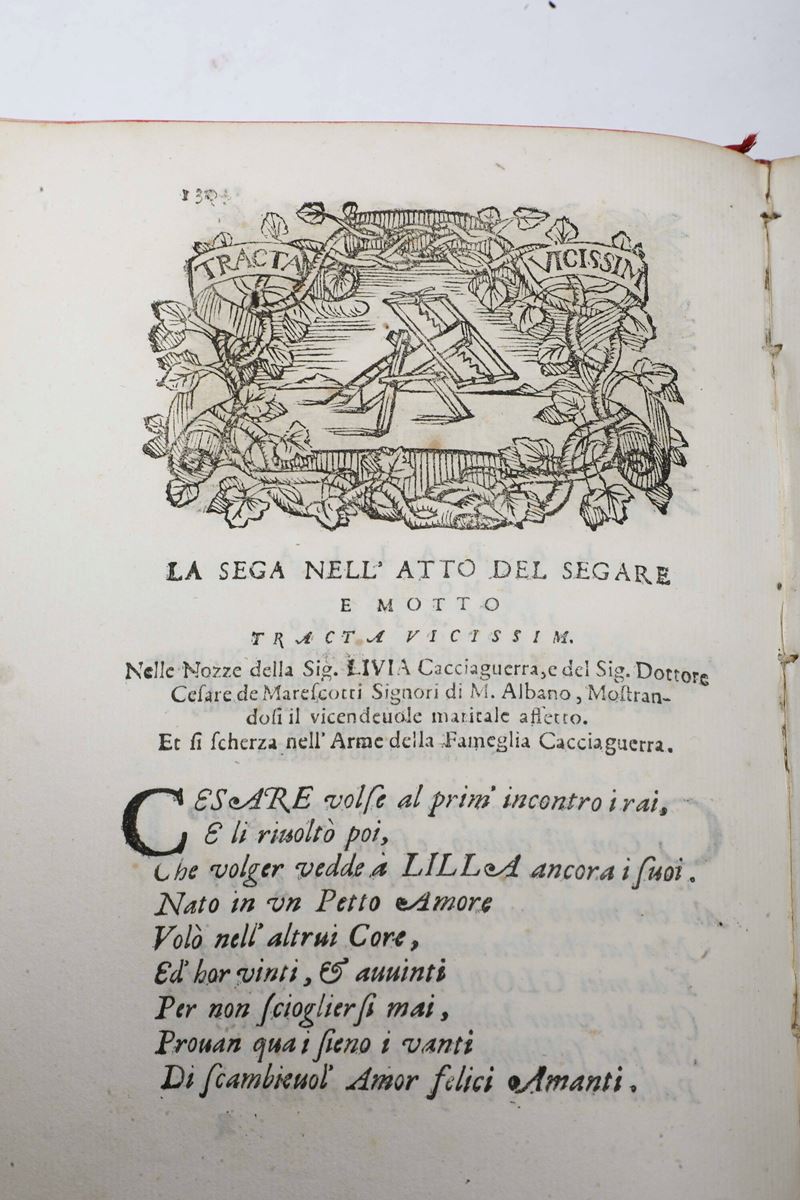 TRACTA VICISSIM
LA SEGA NELL' ATTO DEL SEGARE
E MOTTO
TRACTA VICISSIM.
Nelle Nozze della Sig. LIVIA Cacciaguerra, e del Sig. Dottore
Ceſare de Mareſcotti Signori di M. Albano, Moſtran-
doſi il vicendeuole maritale affetto.
Et ſi ſcherza nell' Arme della Fameglia Cacciaguerra.
CESARE volſe al prim' incontro i rai,
E li riuoltò poi,
Che volger vedde à LILLA ancora i ſuoi.
Nato in vn Petto Amore
Volò nell' altrui Core,
Ed' hor vinti, & auuinti
Per non ſcioglierſi mai,
Prouan quai ſieno i vanti
Di ſcambieuol' Amor felici Amanti.